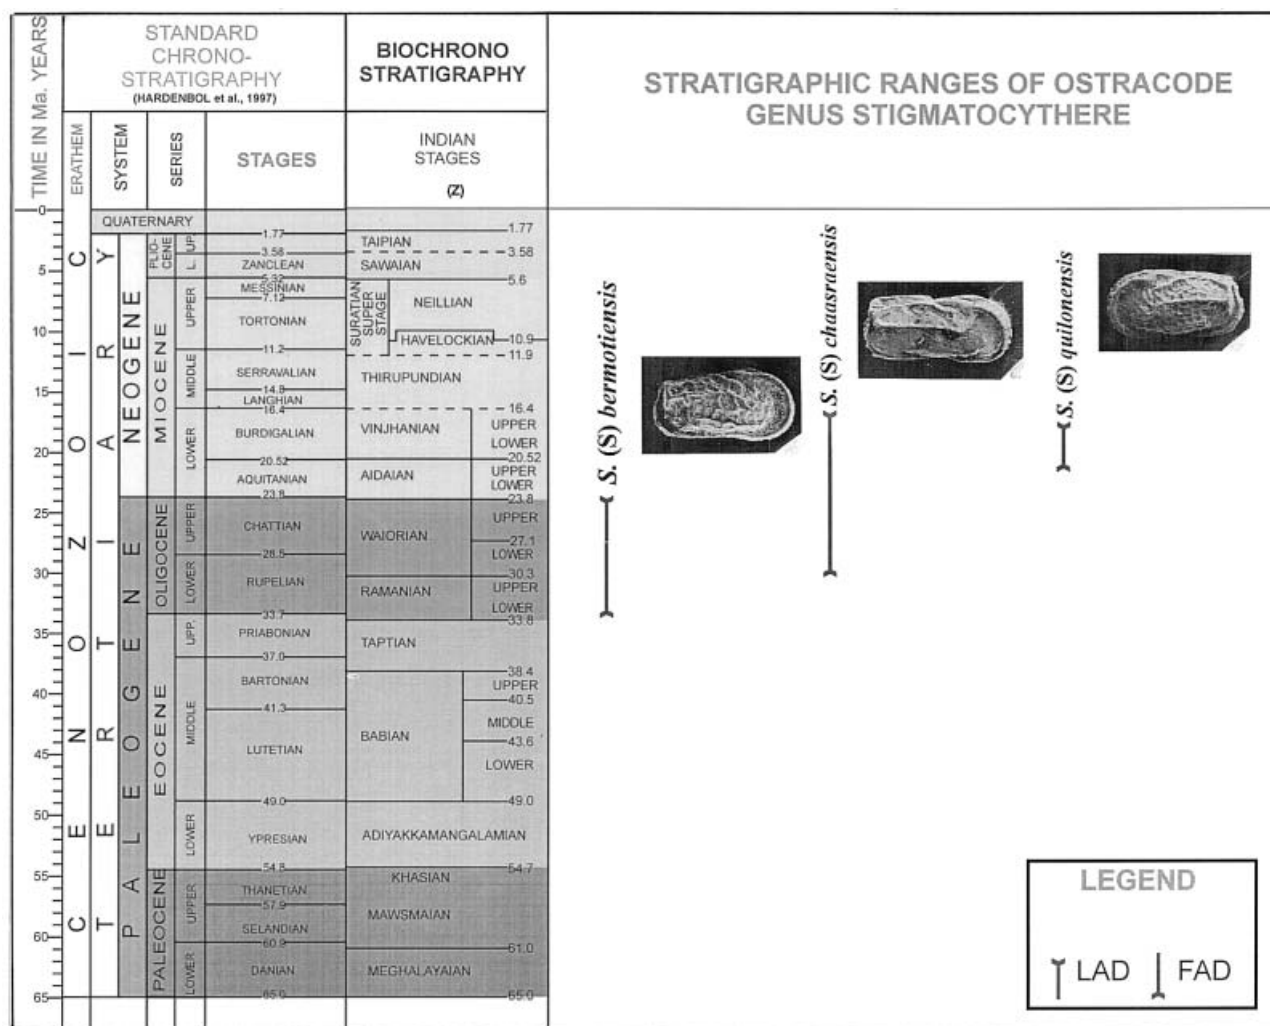 TIME IN Ma. YEARS
STANDARD
CHRONO-
STRATIGRAPHY
(HARDENBOL et al., 1997)
BIOCHRONO
STRATIGRAPHY
STRATIGRAPHIC RANGES OF OSTRACODE
GENUS STIGMATOCYTHERE
ERATHEM
SYSTEM
SERIES
STAGES
INDIAN
STAGES
(Z)
0
5
10
15
20
25
30
35
40
45
50
55
60
65
CENOZOIC
TERTIARY
QUATERNARY
NEOGENE
PALEOGENE
PLIO-
CENE
MIOCENE
OLIGOCENE
EOCENE
PALEOCENE
UP.
L.
UPPER
MIDDLE
LOWER
UPPER
LOWER
UPP.
MIDDLE
LOWER
UPPER
LOWER
1.77
3.58
ZANCLEAN
5.32
MESSINIAN
7.12
TORTONIAN
11.2
SERRAVALIAN
14.8
LANGHIAN
16.4
BURDIGALIAN
20.52
AQUITANIAN
23.8
CHATTIAN
28.5
RUPELIAN
33.7
PRIABONIAN
37.0
BARTONIAN
41.3
LUTETIAN
49.0
YPRESIAN
54.8
THANETIAN
57.9
SELANDIAN
60.9
DANIAN
65.0
1.77
TAIPIAN
3.58
SAWAIAN
5.6
SURATIAN
SUPER
STAGE
NEILLIAN
HAVELOCKIAN
10.9
11.9
THIRUPUNDIAN
16.4
VINJHANIAN
UPPER
LOWER
20.52
AIDAIAN
UPPER
LOWER
23.8
WAIORIAN
UPPER
27.1
LOWER
30.3
RAMANIAN
UPPER
LOWER
33.8
TAPTIAN
38.4
BABIAN
UPPER
40.5
MIDDLE
43.6
LOWER
49.0
ADIYAKKAMANGALAMIAN
54.7
KHASIAN
MAWSMAIAN
61.0
MEGHALAYAIAN
65.0
S. (S) bermotiensis
S. (S) chaasraensis
S. (S) quilonensis
LEGEND
LAD FAD